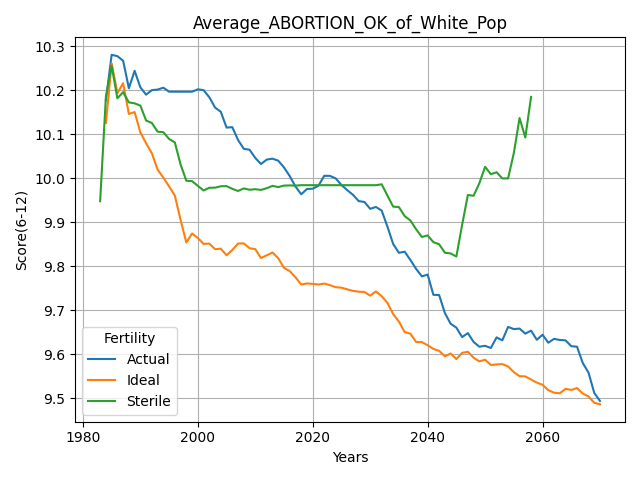 Average_ABORTION_OK_of_White_Pop
10.3
10.2
10.1
10.0
9.9
9.8
9.7
9.6
9.5
Score(6-12)
Fertility
Actual
Ideal
Sterile
1980 2000 2020 2040 2060
Years